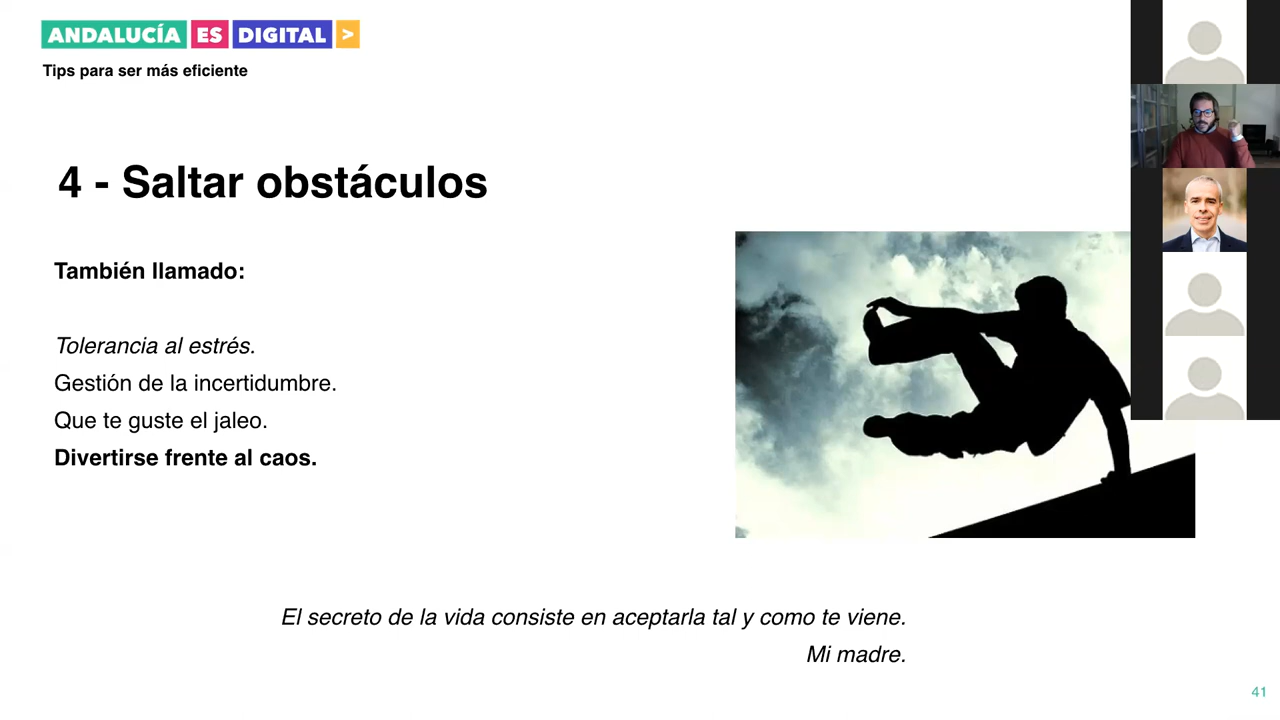 ANDALUCÍA ES DIGITAL >
Tips para ser más eficiente
4 - Saltar obstáculos
También llamado:
Tolerancia al estrés.
Gestión de la incertidumbre.
Que te guste el jaleo.
Divertirse frente al caos.
El secreto de la vida consiste en aceptarla tal y como te viene.
Mi madre.
41